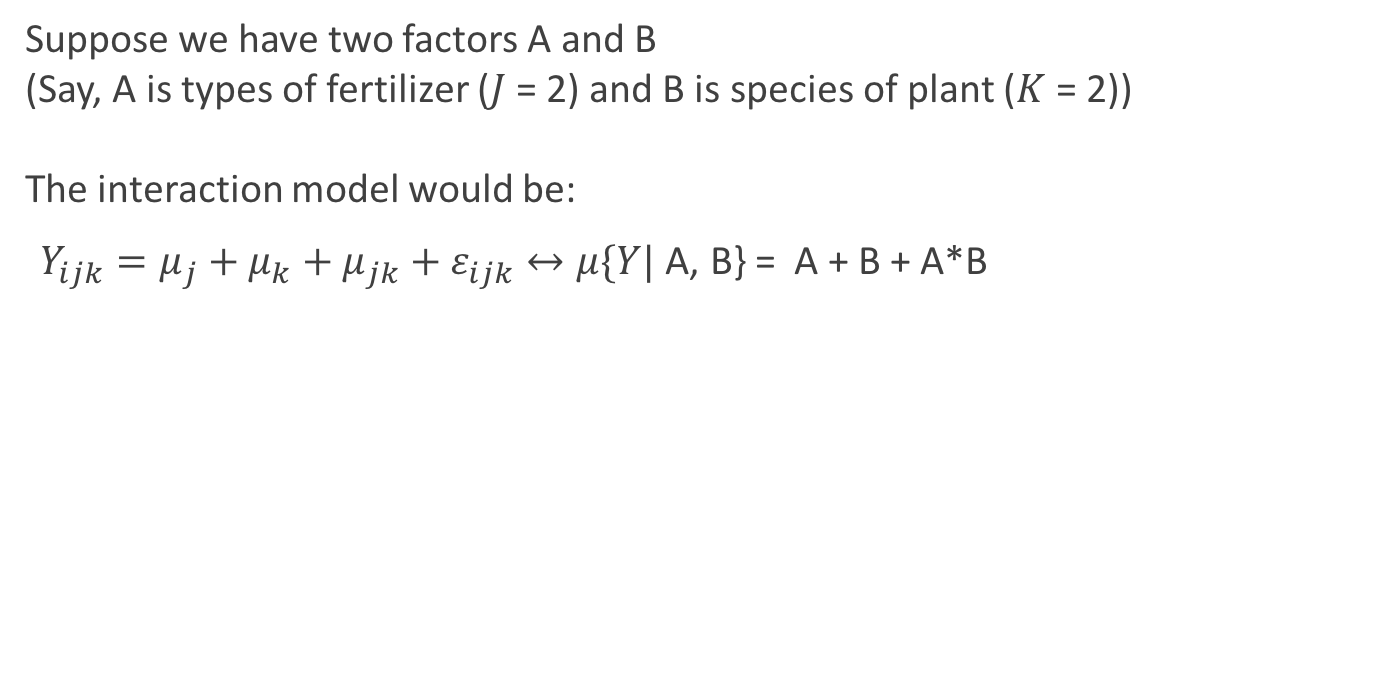 Suppose we have two factors A and B
(Say, A is types of fertilizer (𝐽 = 2) and B is species of plant (𝐾 = 2))
The interaction model would be:
𝑌ᵢⱼₖ = 𝜇ⱼ + 𝜇ₖ + 𝜇ⱼₖ + 𝜀ᵢⱼₖ ↔ 𝜇{𝑌| A, B} = A + B + A*B